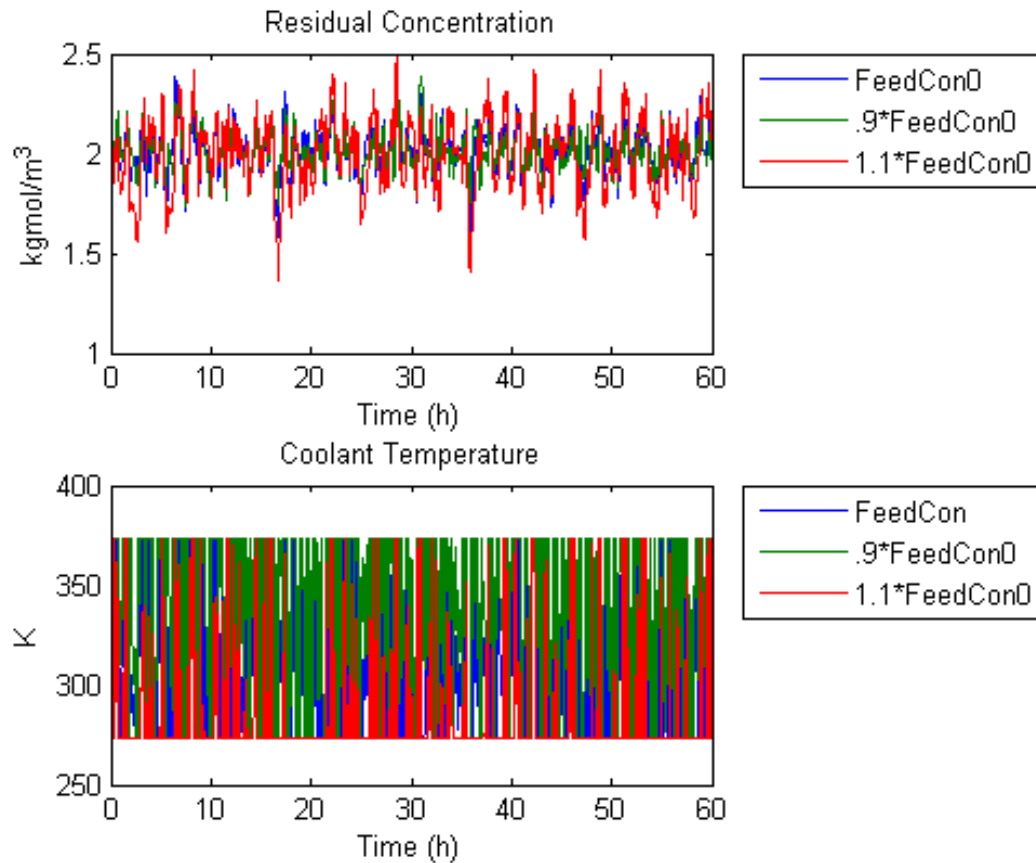 Residual Concentration
2.5
2
1.5
1
kgmol/m³
0 10 20 30 40 50 60
Time (h)
FeedCon0
.9*FeedCon0
1.1*FeedCon0
Coolant Temperature
400
350
300
250
K
0 10 20 30 40 50 60
Time (h)
FeedCon
.9*FeedCon0
1.1*FeedCon0